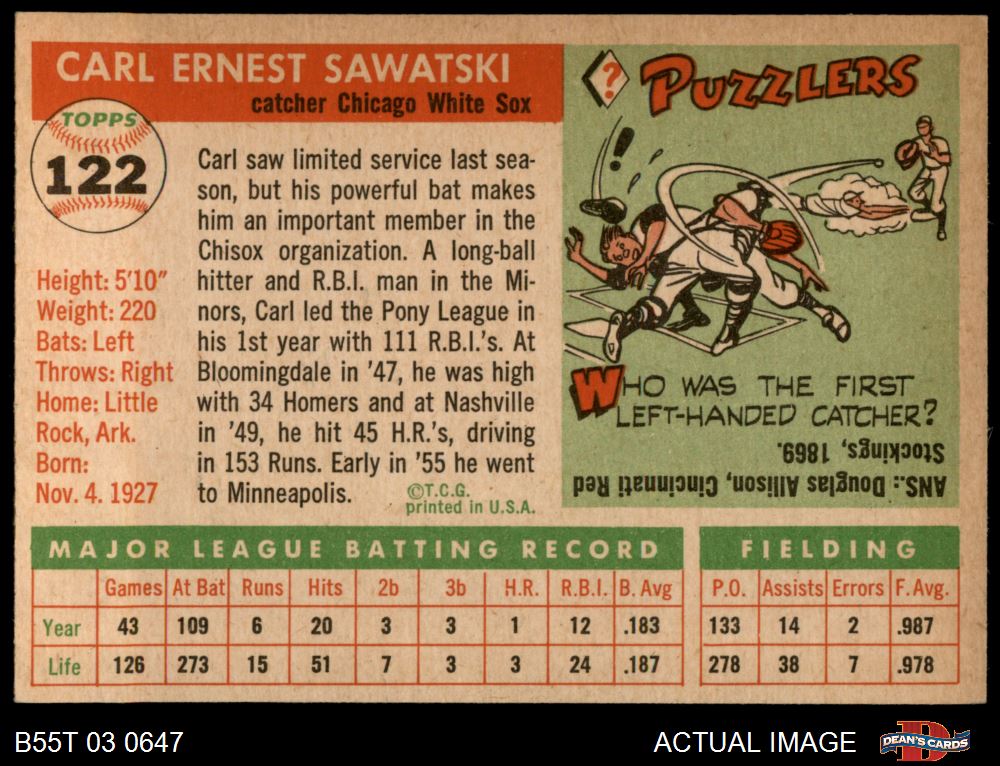 CARL ERNEST SAWATSKI
catcher Chicago White Sox
TOPPS
122
Height: 5'10"
Weight: 220
Bats: Left
Throws: Right
Home: Little
Rock, Ark.
Born:
Nov. 4. 1927
Carl saw limited service last sea-
son, but his powerful bat makes
him an important member in the
Chisox organization. A long-ball
hitter and R.B.I. man in the Mi-
nors, Carl led the Pony League in
his 1st year with 111 R.B.I.'s. At
Bloomingdale in '47, he was high
with 34 Homers and at Nashville
in '49, he hit 45 H.R.'s, driving
in 153 Runs. Early in '55 he went
to Minneapolis.
©T.C.G.
printed in U.S.A.
? PUZZLERS
!
WHO WAS THE FIRST
LEFT-HANDED CATCHER?
ANS.: Douglas Allison, Cincinnati Red
Stockings, 1869.
MAJOR LEAGUE BATTING RECORD
Games At Bat Runs Hits 2b 3b H.R. R.B.I. B. Avg
Year 43 109 6 20 3 3 1 12 .183
Life 126 273 15 51 7 3 3 24 .187
FIELDING
P.O. Assists Errors F. Avg.
133 14 2 .987
278 38 7 .978
B55T 03 0647
ACTUAL IMAGE
D
DEAN'S CARDS